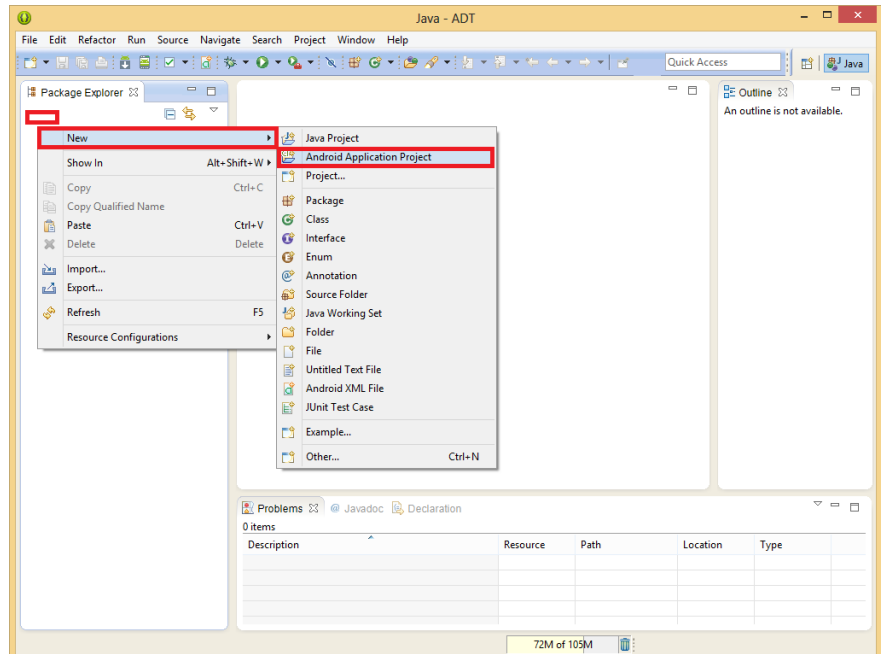 Java - ADT
File Edit Refactor Run Source Navigate Search Project Window Help
Quick Access
Java
Package Explorer
Outline
An outline is not available.
New
Show In Alt+Shift+W
Copy Ctrl+C
Copy Qualified Name
Paste Ctrl+V
Delete Delete
Import...
Export...
Refresh F5
Resource Configurations
Java Project
Android Application Project
Project...
Package
Class
Interface
Enum
Annotation
Source Folder
Java Working Set
Folder
File
Untitled Text File
Android XML File
JUnit Test Case
Example...
Other... Ctrl+N
Problems @ Javadoc Declaration
0 items
Description Resource Path Location Type
72M of 105M